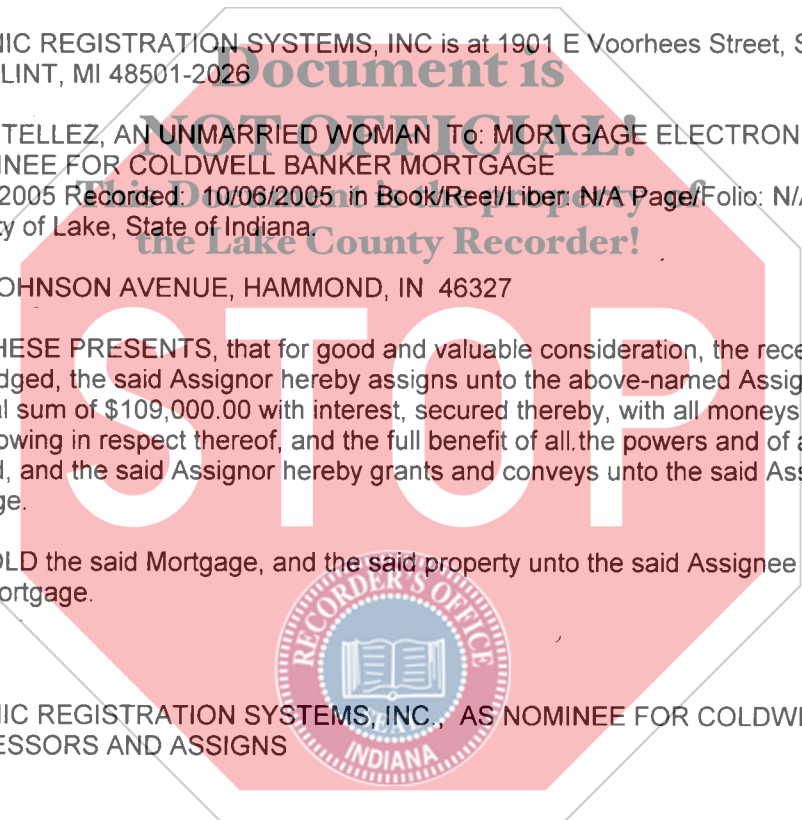 NIC REGISTRATION SYSTEMS, INC is at 1901 E Voorhees Street, S
LINT, MI 48501-2026
Document is
TELLEZ, AN UNMARRIED WOMAN To: MORTGAGE ELECTRON
NOT OFFICIAL!
INEE FOR COLDWELL BANKER MORTGAGE
2005 Recorded: 10/06/2005 in Book/Reel/Liber: N/A Page/Folio: N/A
This Document is the property of
ty of Lake, State of Indiana.
the Lake County Recorder!
OHNSON AVENUE, HAMMOND, IN 46327
HESE PRESENTS, that for good and valuable consideration, the rece
dged, the said Assignor hereby assigns unto the above-named Assig
al sum of $109,000.00 with interest, secured thereby, with all moneys
owing in respect thereof, and the full benefit of all.the powers and of a
d, and the said Assignor hereby grants and conveys unto the said Ass
ge.
STOP
OLD the said Mortgage, and the said property unto the said Assignee
ortgage.
RECORDER'S OFFICE
SEAL
INDIANA
NIC REGISTRATION SYSTEMS, INC., AS NOMINEE FOR COLDWE
ESSORS AND ASSIGNS